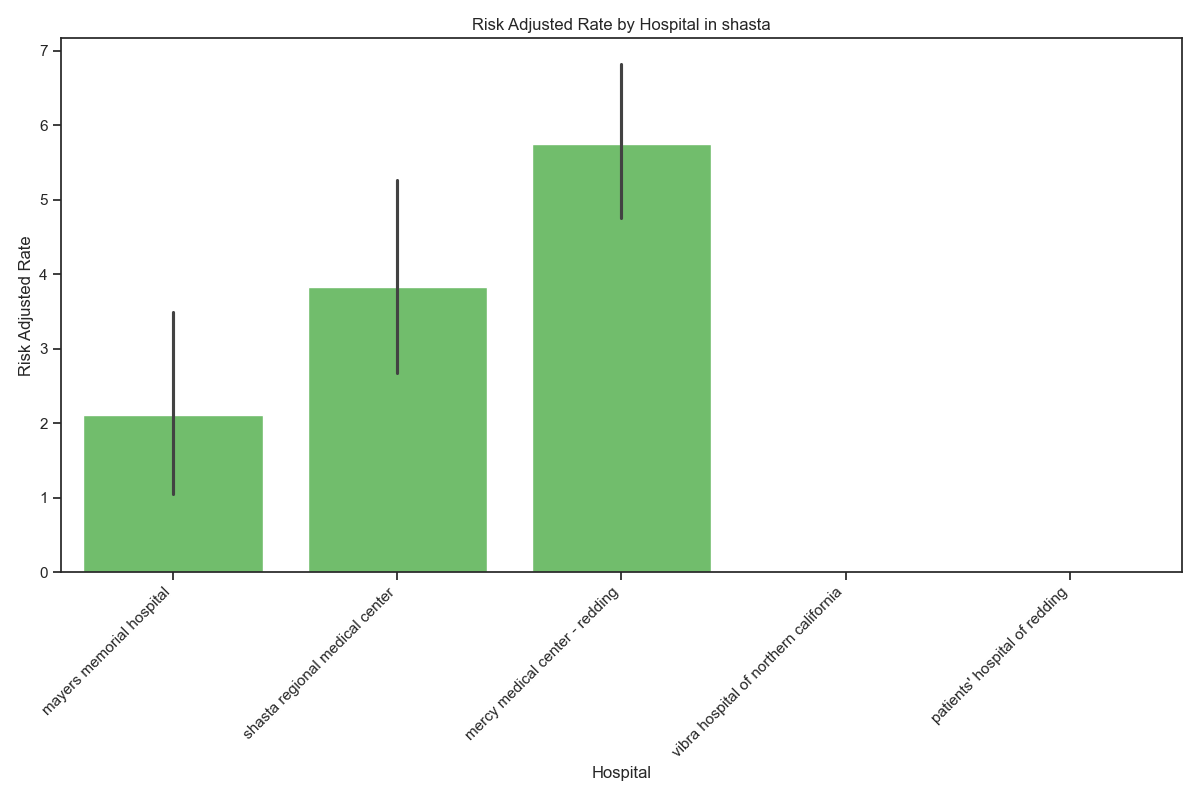 Risk Adjusted Rate by Hospital in shasta
Risk Adjusted Rate
7
6
5
4
3
2
1
0
mayers memorial hospital
shasta regional medical center
mercy medical center - redding
vibra hospital of northern california
patients' hospital of redding
Hospital